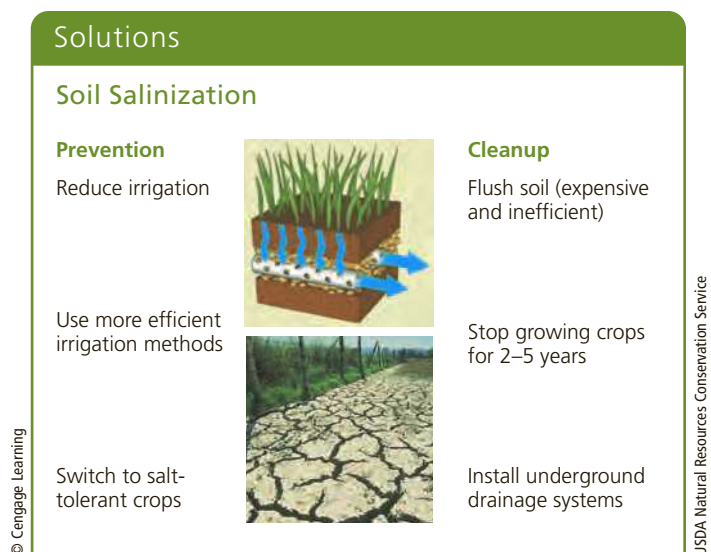 Solutions
Soil Salinization
Prevention
Reduce irrigation
Use more efficient
irrigation methods
Switch to salt-
tolerant crops
Cleanup
Flush soil (expensive
and inefficient)
Stop growing crops
for 2–5 years
Install underground
drainage systems
© Cengage Learning
USDA Natural Resources Conservation Service